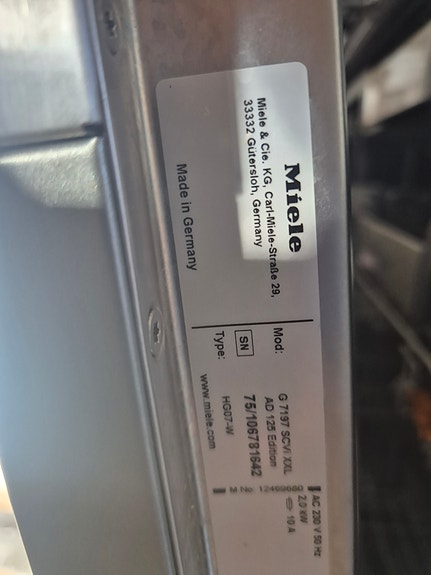 Miele
Miele & Cie. KG, Carl-Miele-Straße 29,
33332 Gütersloh, Germany
Made in Germany
Mod:
G 7197 SCVi XXL
AD 125 Edition
SN
75/106781642
Type:
HG07-W
www.miele.com
AC 230 V 50 Hz
2,0 kW
10 A
M.-Nr.